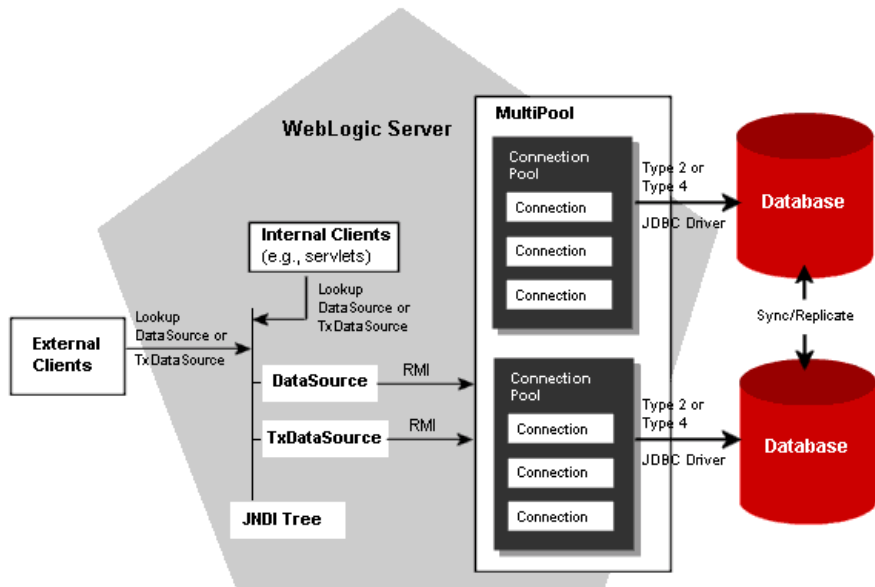 WebLogic Server
MultiPool
Connection
Pool
Connection
Connection
Connection
Type 2 or
Type 4
JDBC Driver
Database
Internal Clients
(e.g., servlets)
Lookup
DataSource or
TxDataSource
External
Clients
Lookup
DataSource or
TxDataSource
Sync/Replicate
DataSource
RMI
TxDataSource
RMI
JNDI Tree
Connection
Pool
Connection
Connection
Connection
Type 2 or
Type 4
JDBC Driver
Database